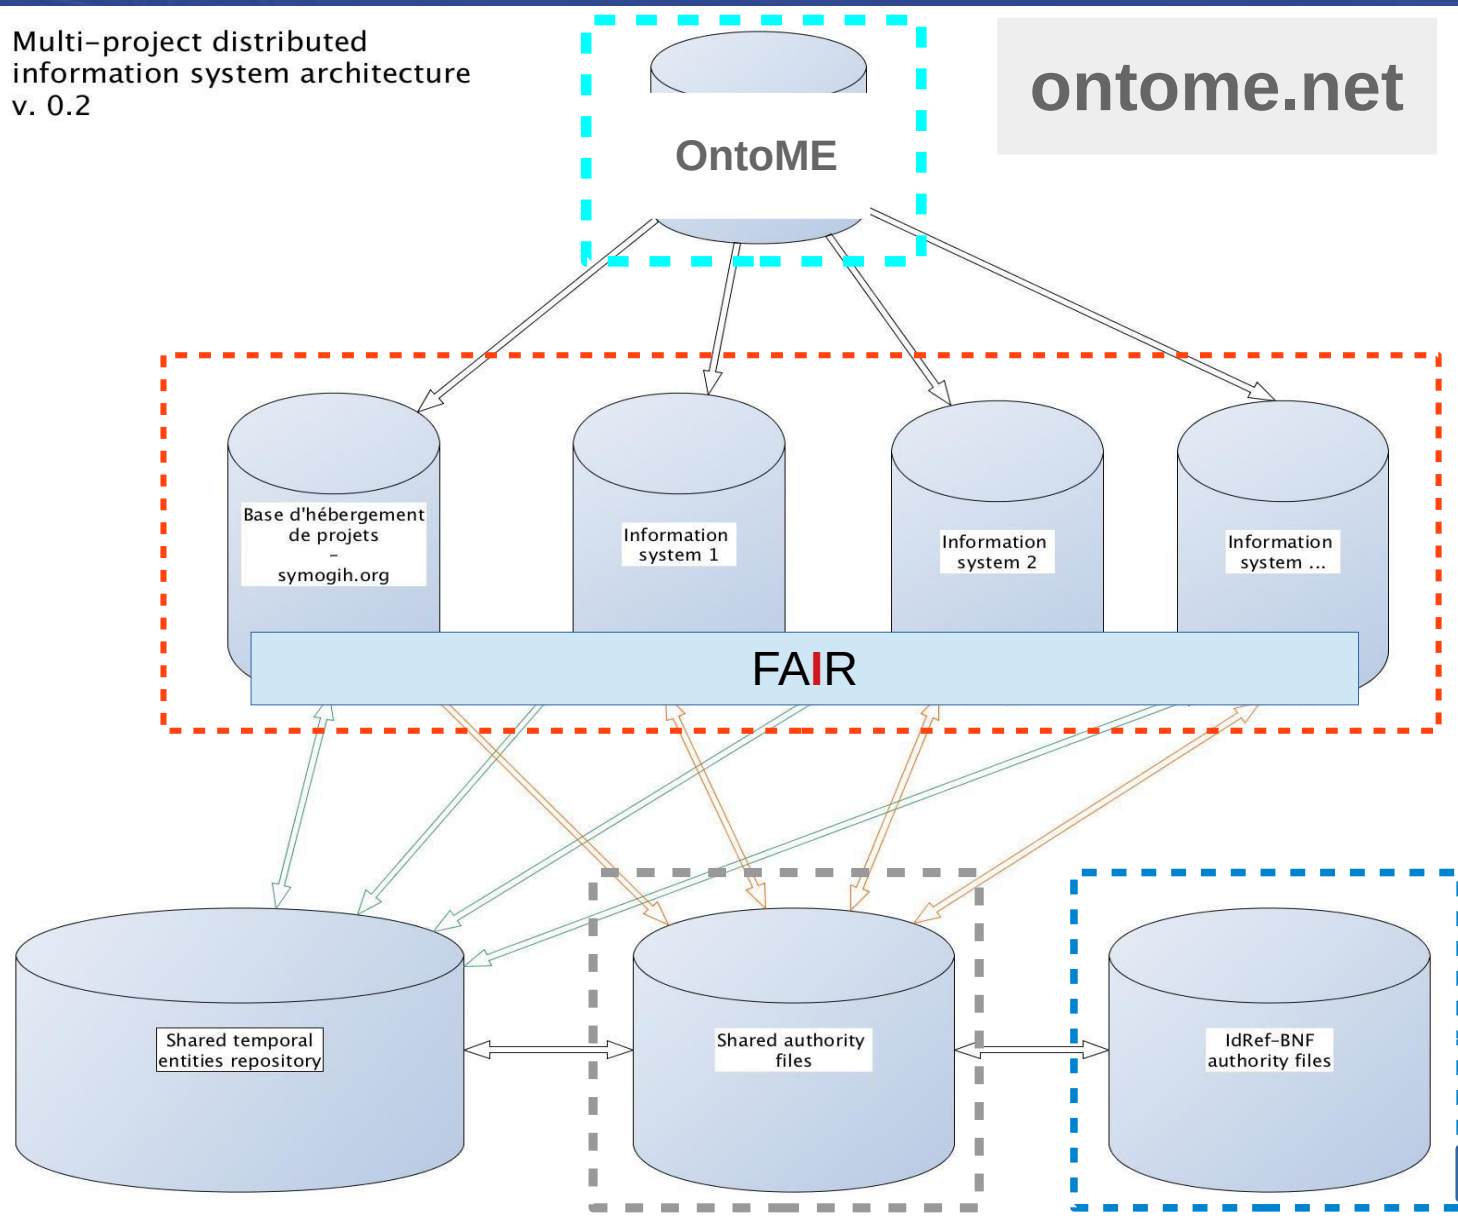 Multi-project distributed
information system architecture
v. 0.2
OntoME
ontome.net
Base d'hébergement
de projets
-
symogih.org
Information
system 1
Information
system 2
Information
system ...
FAIR
Shared temporal
entities repository
Shared authority
files
IdRef-BNF
authority files